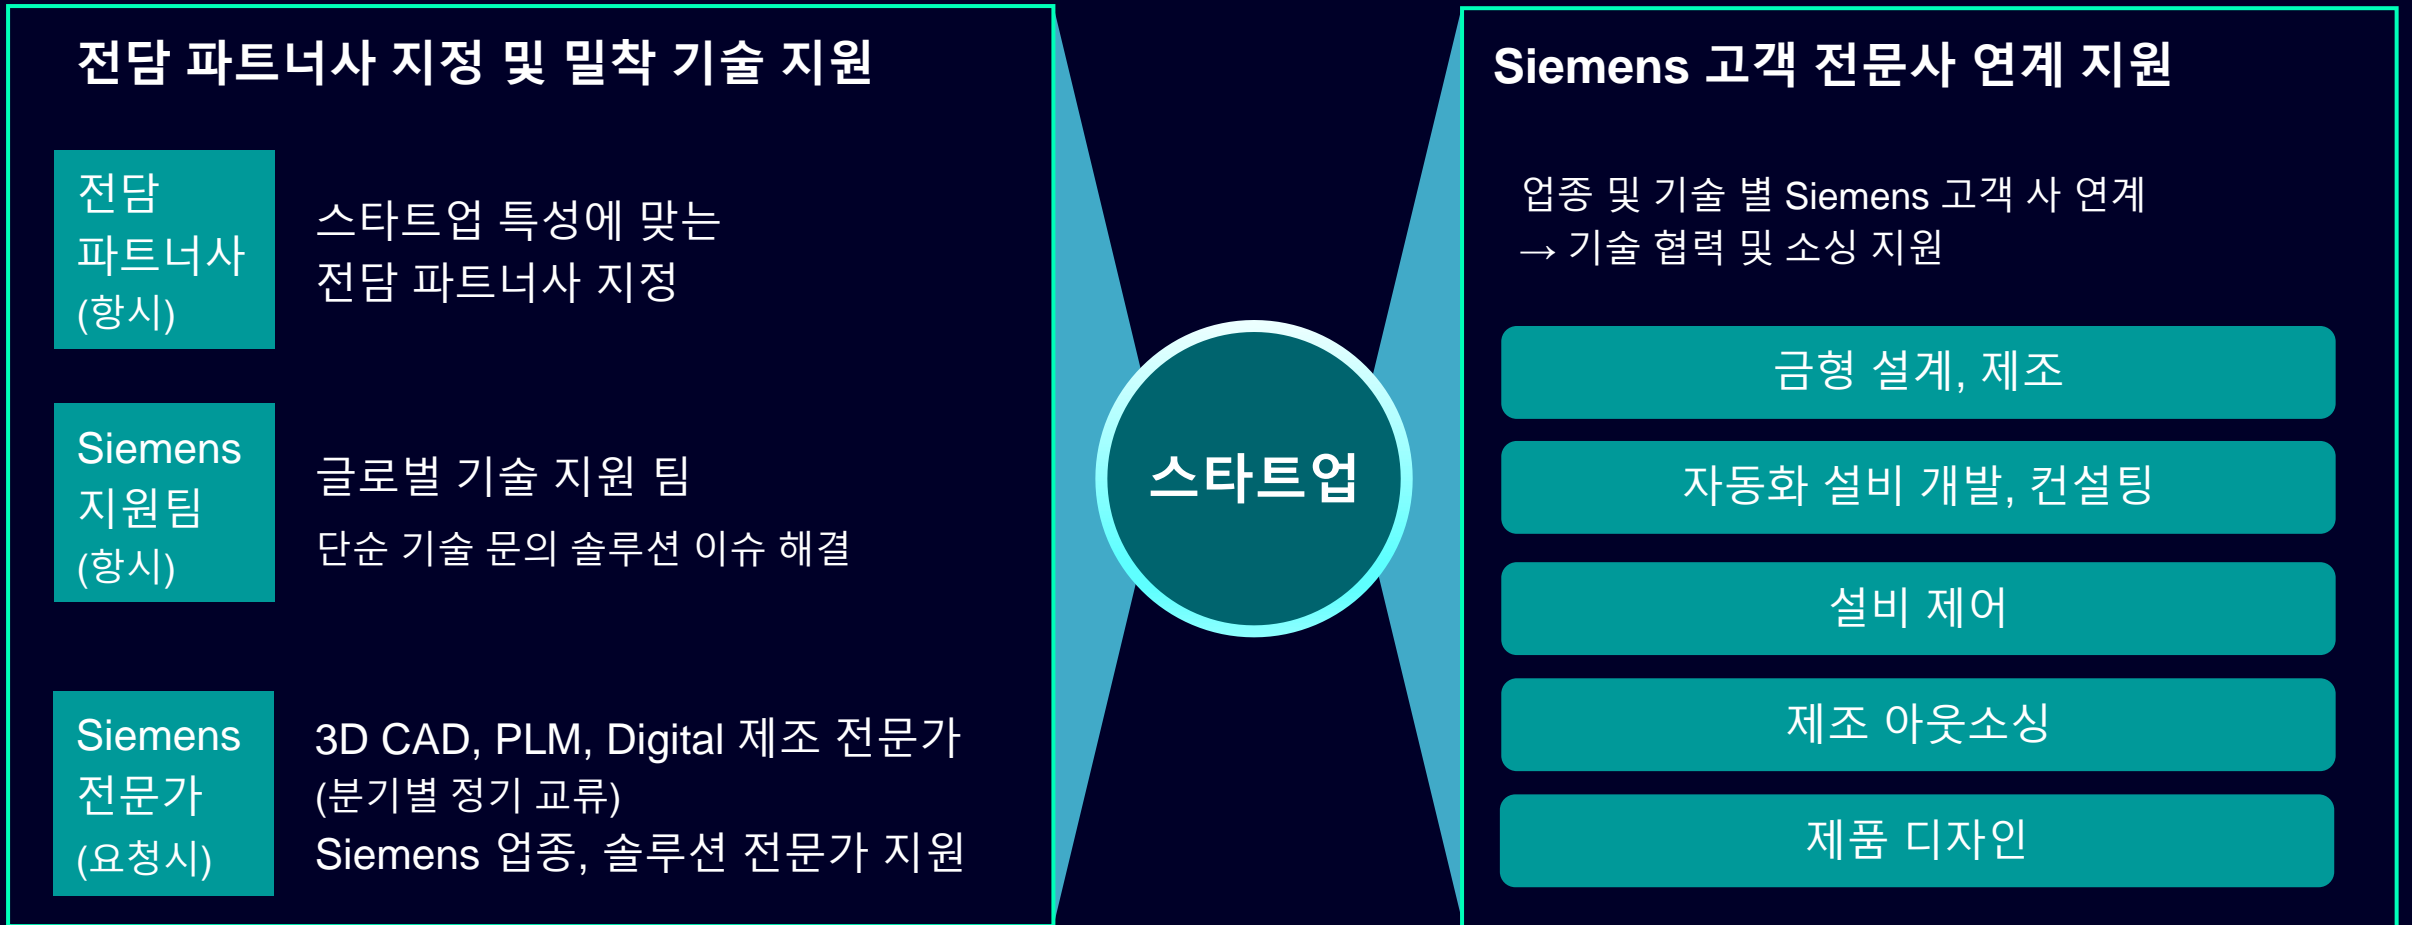 전담 파트너사 지정 및 밀착 기술 지원
전담
파트너사
(항시)
스타트업 특성에 맞는
전담 파트너사 지정
Siemens
지원팀
(항시)
글로벌 기술 지원 팀
단순 기술 문의 솔루션 이슈 해결
Siemens
전문가
(요청시)
3D CAD, PLM, Digital 제조 전문가
(분기별 정기 교류)
Siemens 업종, 솔루션 전문가 지원
스타트업
Siemens 고객 전문사 연계 지원
업종 및 기술 별 Siemens 고객 사 연계
→ 기술 협력 및 소싱 지원
금형 설계, 제조
자동화 설비 개발, 컨설팅
설비 제어
제조 아웃소싱
제품 디자인